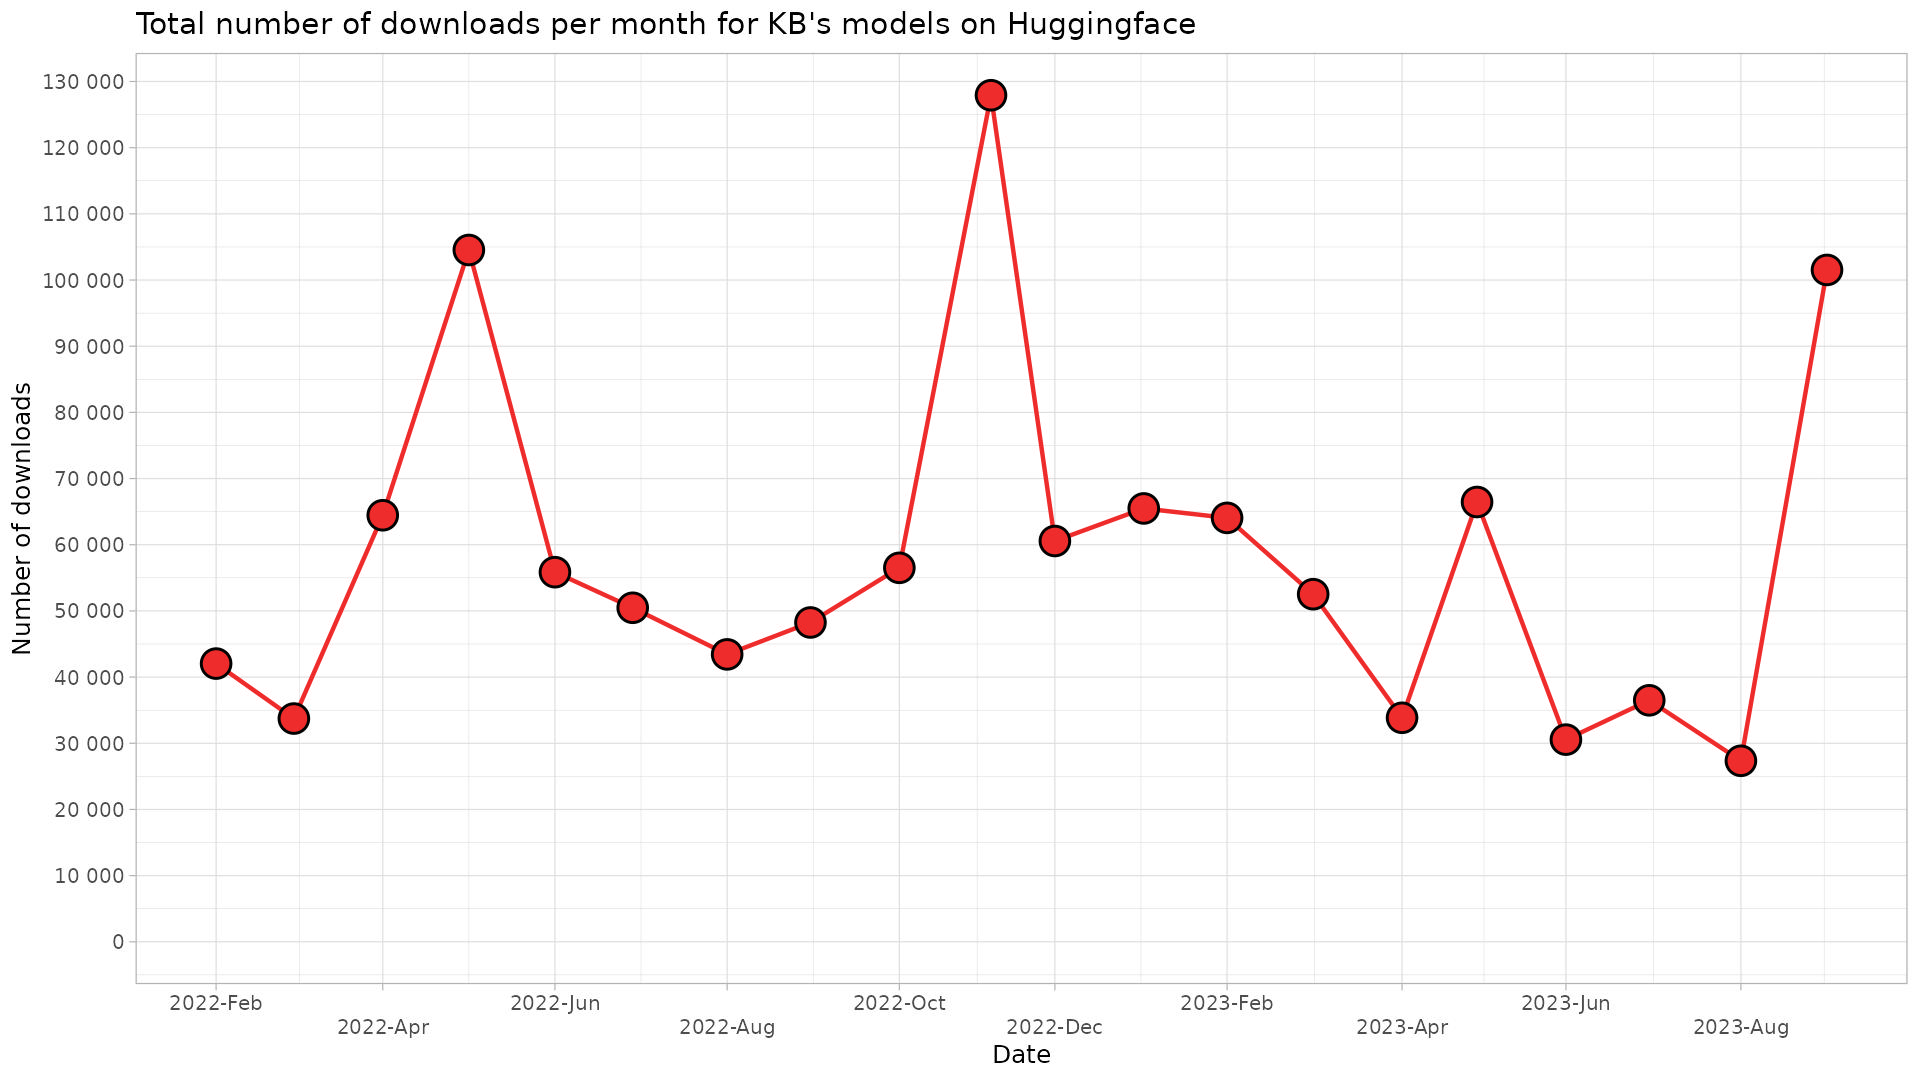 Total number of downloads per month for KB's models on Huggingface
130 000
120 000
110 000
100 000
90 000
80 000
70 000
60 000
50 000
40 000
30 000
20 000
10 000
0
Number of downloads
2022-Feb
2022-Apr
2022-Jun
2022-Aug
2022-Oct
2022-Dec
2023-Feb
2023-Apr
2023-Jun
2023-Aug
Date